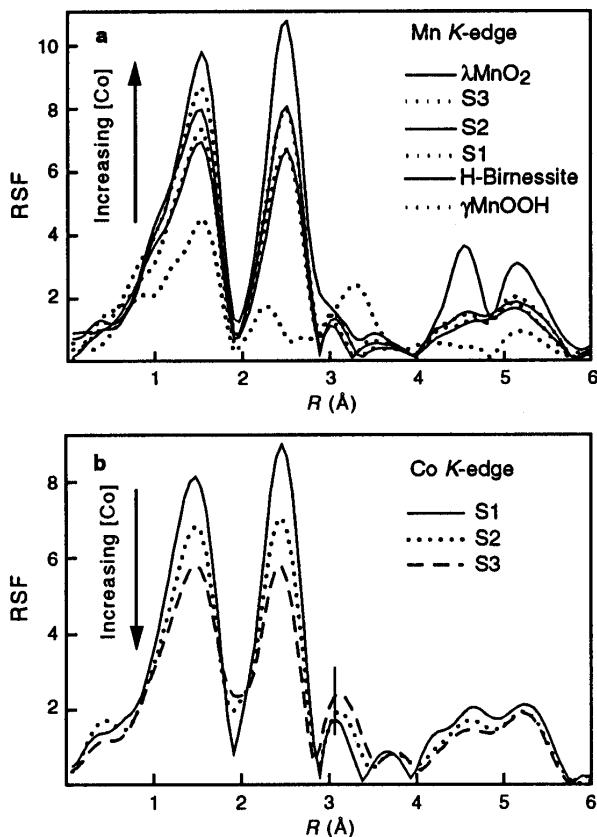 a
Mn K-edge
λMnO₂
S3
S2
S1
H-Birnessite
γMnOOH
Increasing [Co]
RSF
10
8
6
4
2
1 2 3 4 5 6
R (Å)
b
Co K-edge
S1
S2
S3
Increasing [Co]
RSF
8
6
4
2
1 2 3 4 5 6
R (Å)